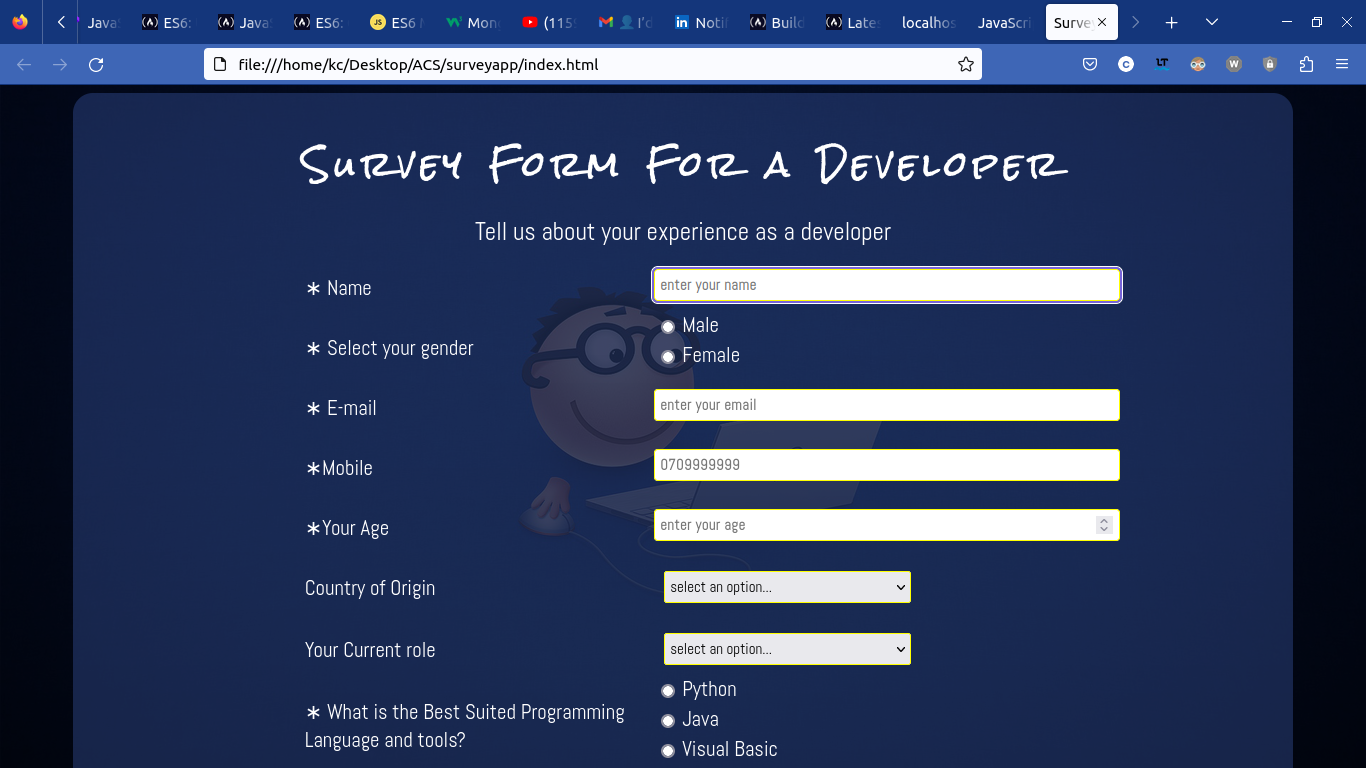 Java
ES6:
Java
ES6:
JS ES6 M
Mon
(115
I'd
in Notif
Build
Late
localhos
JavaScri
Surve
file:///home/kc/Desktop/ACS/surveyapp/index.html
C
LT
W
Survey Form For a Developer
Tell us about your experience as a developer
* Name
enter your name
Male
* Select your gender
Female
* E-mail
enter your email
*Mobile
0709999999
*Your Age
enter your age
Country of Origin
select an option...
Your Current role
select an option...
Python
* What is the Best Suited Programming
Language and tools?
Java
Visual Basic